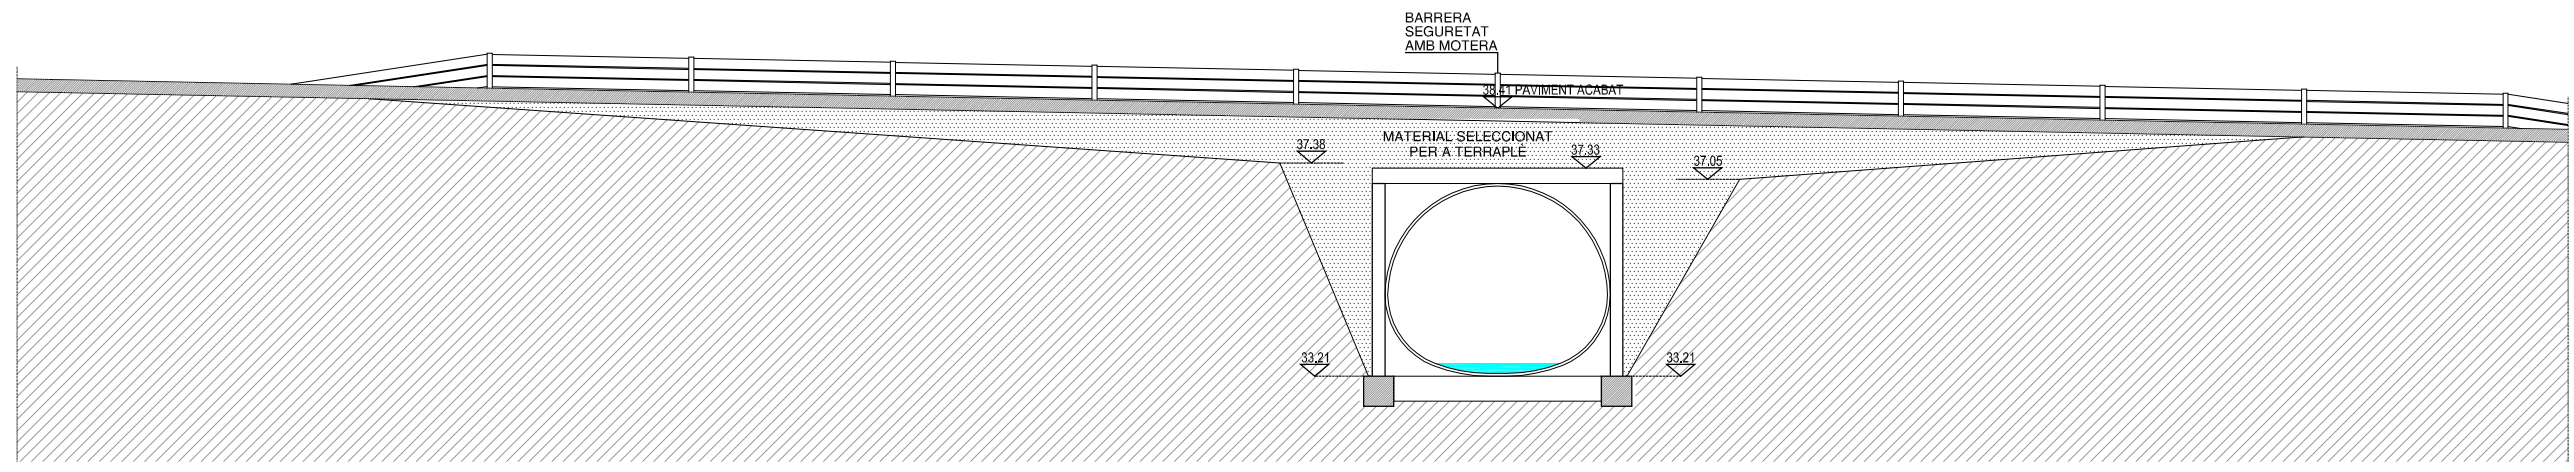 BARRERA
SEGURETAT
AMB MOTERA
38.41 PAVIMENT ACABAT
MATERIAL SELECCIONAT
PER A TERRAPLÈ
37.38
37.33
37.05
33.21
33.21